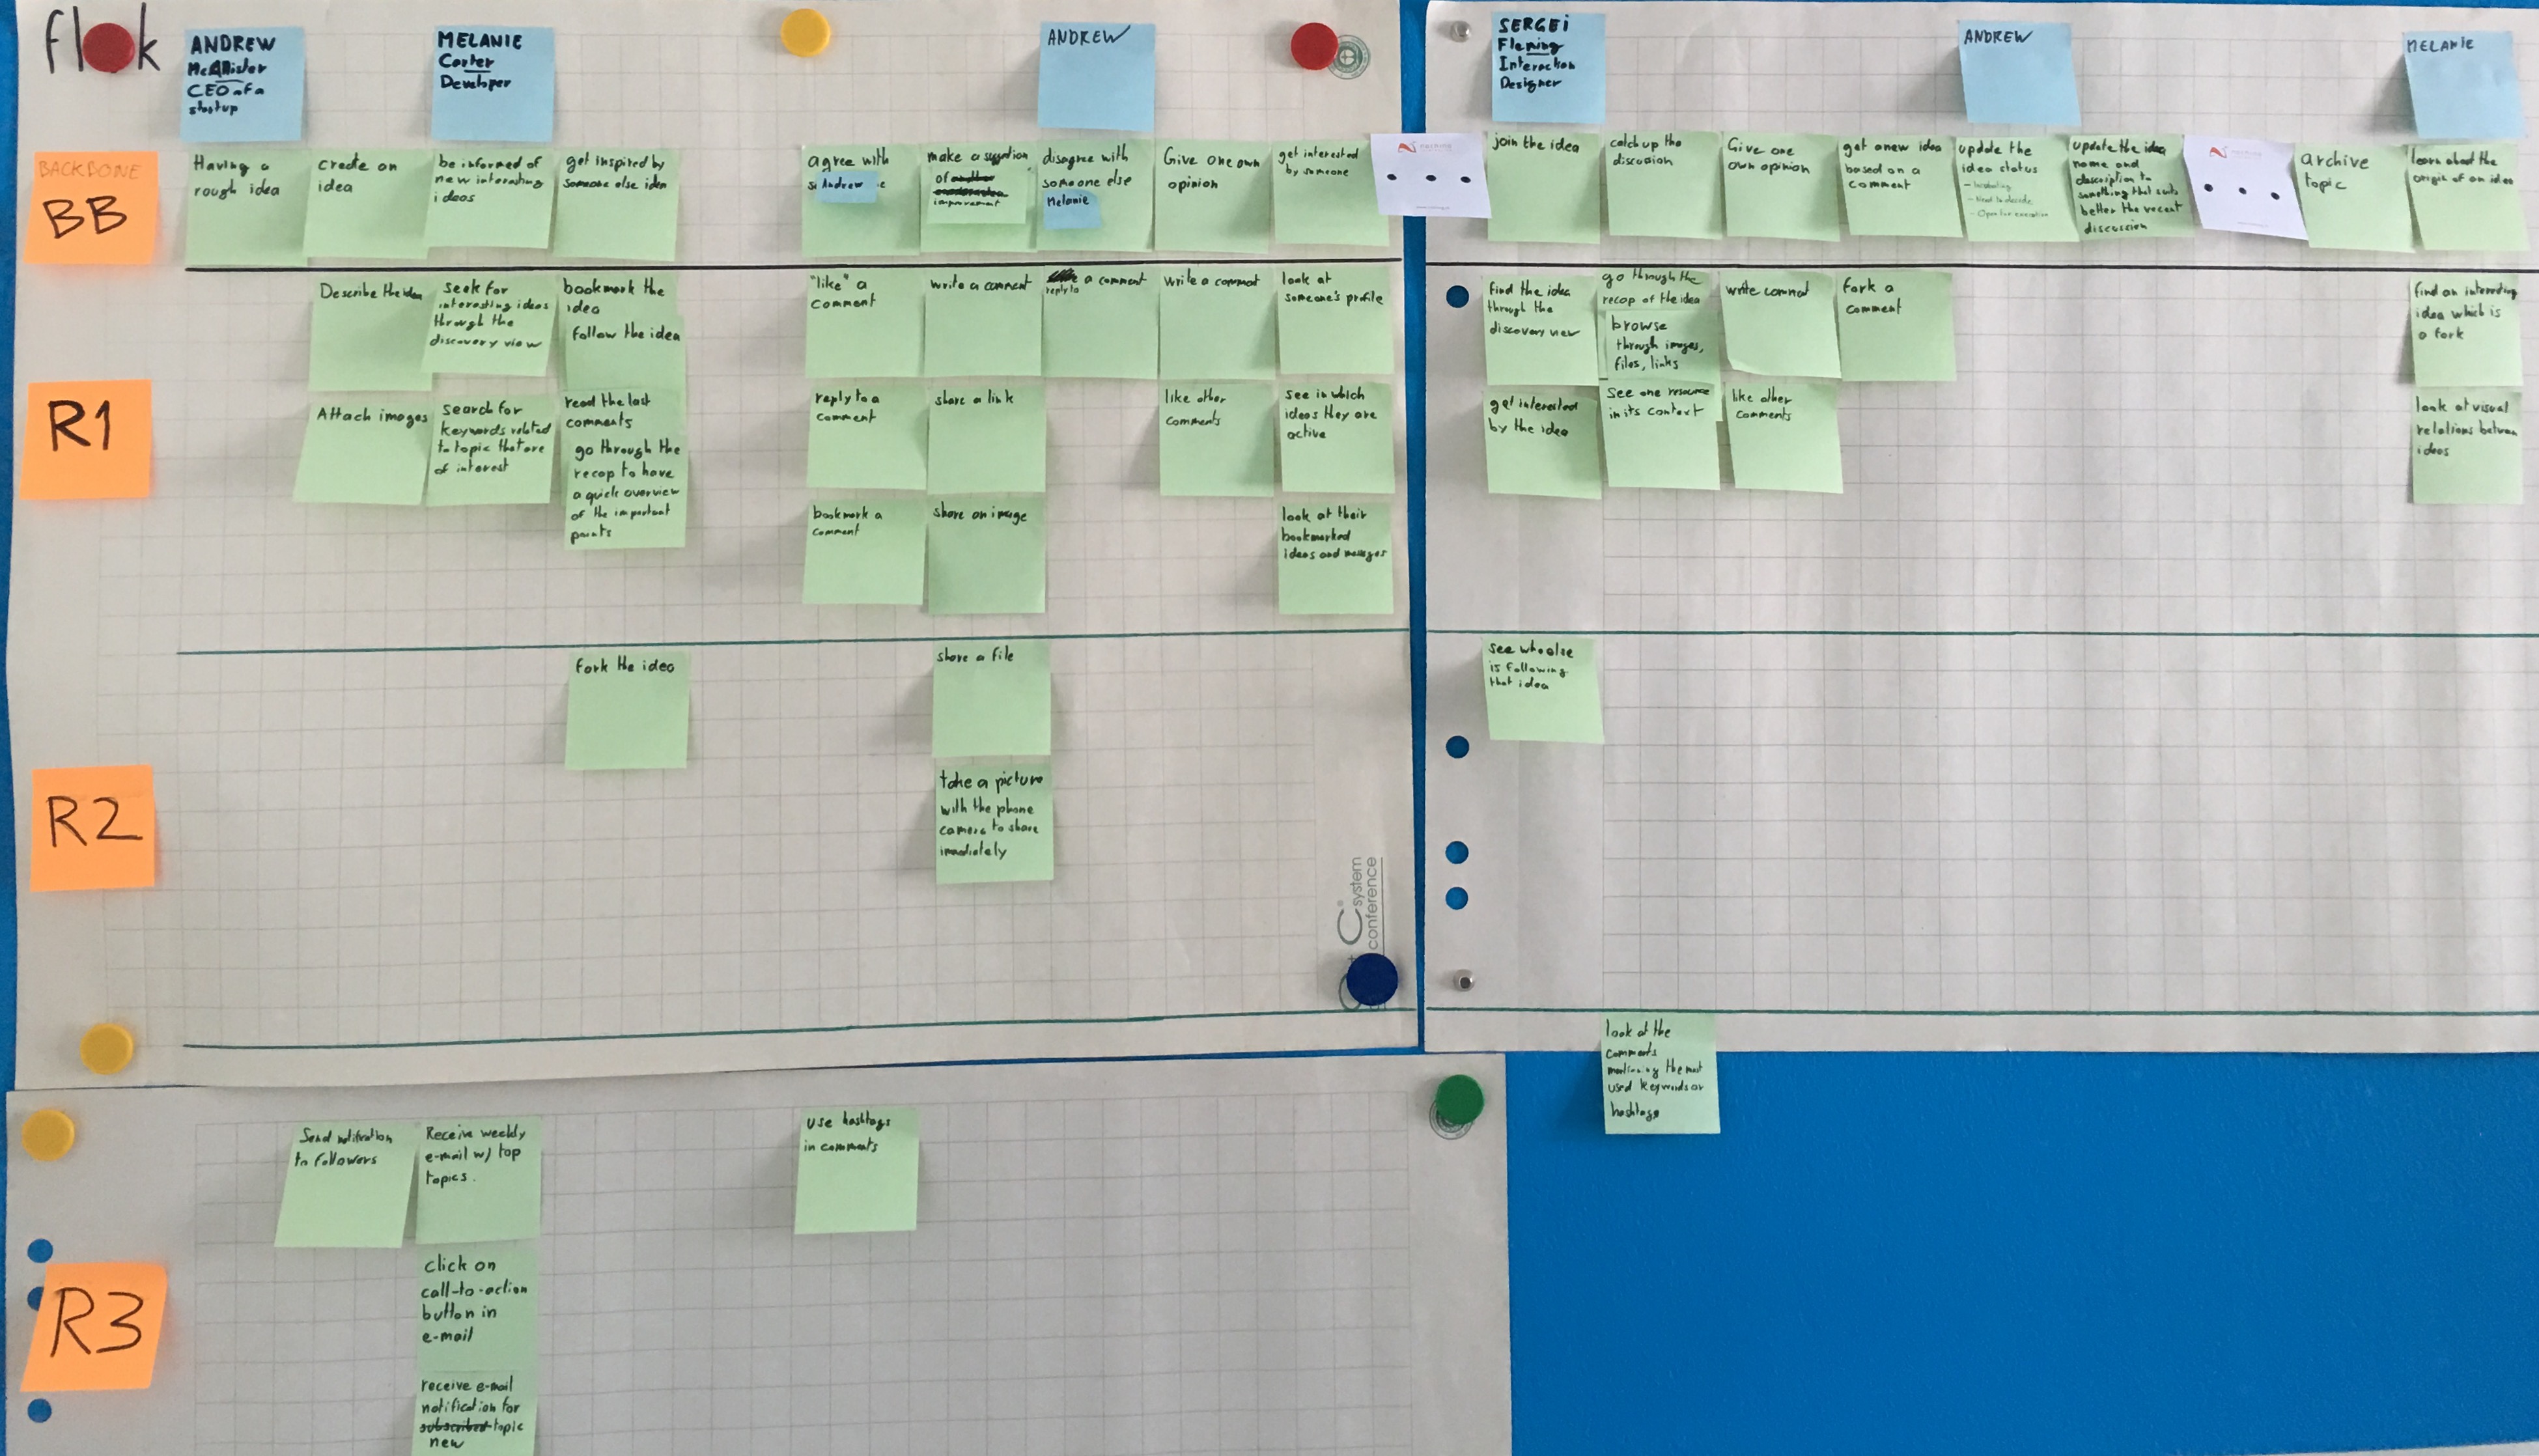 flok
ANDREW
McAllister
CEO of a
startup
MELANIE
Carter
Developer
ANDREW
SERGEI
Fleming
Interaction
Designer
ANDREW
MELANIE
BACKBONE
BB
Having a
rough idea
create an
idea
be informed of
new interesting
ideas
get inspired by
someone else idea
agree with
Andrew
make a suggestion
of
improvement
disagree with
someone else
Melanie
Give one own
opinion
get interested
by someone
join the idea
catch up the
discussion
Give one
own opinion
get a new idea
based on a
comment
update the
idea status
- Need to decide
- Open for execution
update the idea
name and
description to
something that suits
better the recent
discussion
archive
topic
learn about the
origin of an idea
R1
Describe the idea
Attach images
seek for
interesting ideas
through the
discovery view
search for
keywords related
to topic that are
of interest
bookmark the
idea
follow the idea
read the last
comments
go through the
recap to have
a quick overview
of the important
points
"like" a
comment
reply to a
comment
bookmark a
comment
write a comment
share a link
share an image
reply to a comment
write a comment
like other
comments
look at
someone's profile
see in which
ideas they are
active
look at their
bookmarked
ideas and messages
find the idea
through the
discovery view
get interested
by the idea
go through the
recap of the idea
browse
through images,
files, links
See one resource
in its context
write commnt
like other
comments
fork a
comment
find an interesting
idea which is
a fork
look at visual
relations between
ideas
R2
fork the idea
share a file
take a picture
with the phone
camera to share
imediately
see who else
is following
that idea
system
conference
R3
Send notification
to followers
Receive weekly
e-mail w/ top
topics.
click on
call-to-action
button in
e-mail
receive e-mail
notification for
subscribed topic
new
use hashtags
in comments
look at the
comments
mentioning the most
used keywords or
hashtags